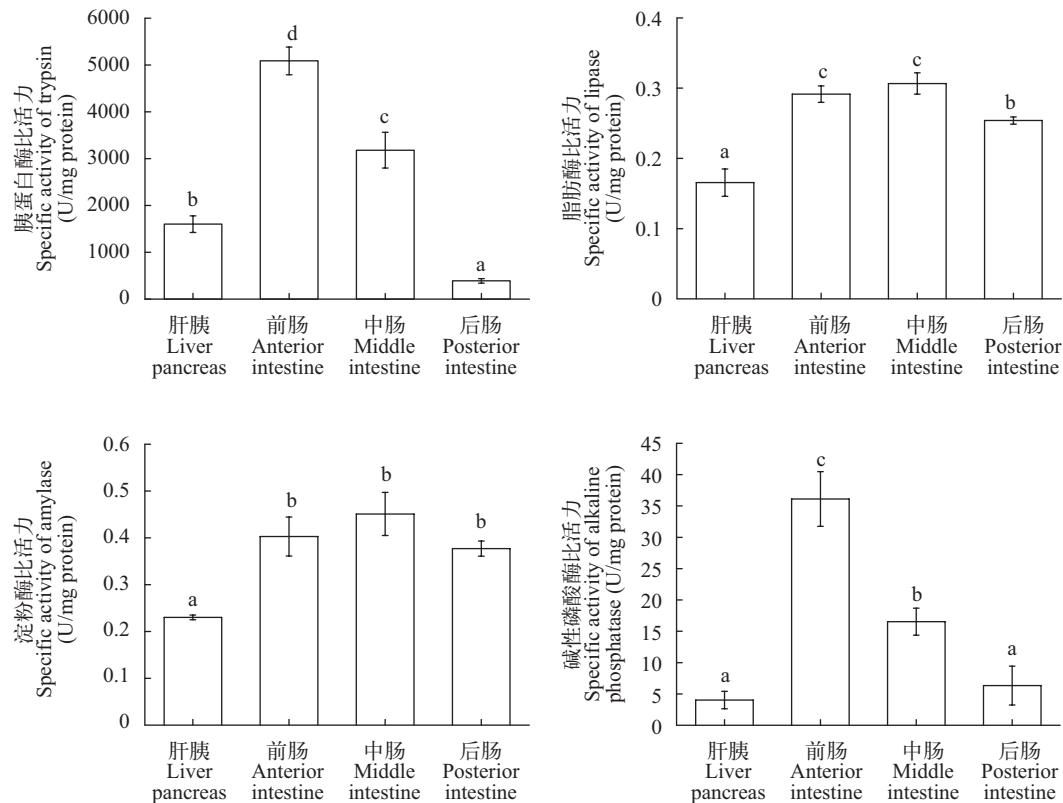 胰蛋白酶比活力
Specific activity of trypsin
(U/mg protein)
6000
5000
4000
3000
2000
1000
0
b
d
c
a
肝胰
Liver
pancreas
前肠
Anterior
intestine
中肠
Middle
intestine
后肠
Posterior
intestine
脂肪酶比活力
Specific activity of lipase
(U/mg protein)
0.4
0.3
0.2
0.1
0
a
c
c
b
肝胰
Liver
pancreas
前肠
Anterior
intestine
中肠
Middle
intestine
后肠
Posterior
intestine
淀粉酶比活力
Specific activity of amylase
(U/mg protein)
0.6
0.5
0.4
0.3
0.2
0.1
0
a
b
b
b
肝胰
Liver
pancreas
前肠
Anterior
intestine
中肠
Middle
intestine
后肠
Posterior
intestine
碱性磷酸酶比活力
Specific activity of alkaline
phosphatase (U/mg protein)
45
40
35
30
25
20
15
10
5
0
a
c
b
a
肝胰
Liver
pancreas
前肠
Anterior
intestine
中肠
Middle
intestine
后肠
Posterior
intestine